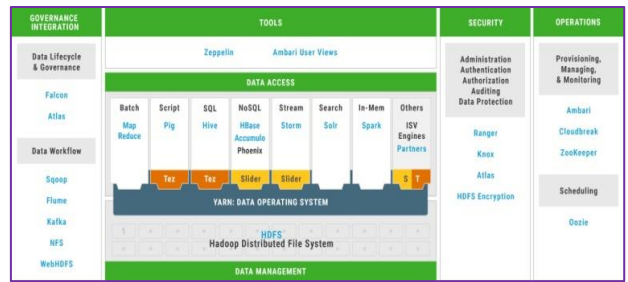 GOVERNANCE
INTEGRATION
Data Lifecycle
& Governance
Falcon
Atlas
Data Workflow
Sqoop
Flume
Kafka
NFS
WebHDFS
TOOLS
Zeppelin Ambari User Views
DATA ACCESS
Batch Script SQL NoSQL Stream Search In-Mem Others
Map
Reduce
Pig
Hive
HBase
Accumulo
Phoenix
Storm
Solr
Spark
ISV
Engines
Partners
Tez Tez Slider Slider S T
YARN: DATA OPERATING SYSTEM
1
HDFS
Hadoop Distributed File System
DATA MANAGEMENT
SECURITY
Administration
Authentication
Authorization
Auditing
Data Protection
Ranger
Knox
Atlas
HDFS Encryption
OPERATIONS
Provisioning,
Managing,
& Monitoring
Ambari
Cloudbreak
ZooKeeper
Scheduling
Oozie